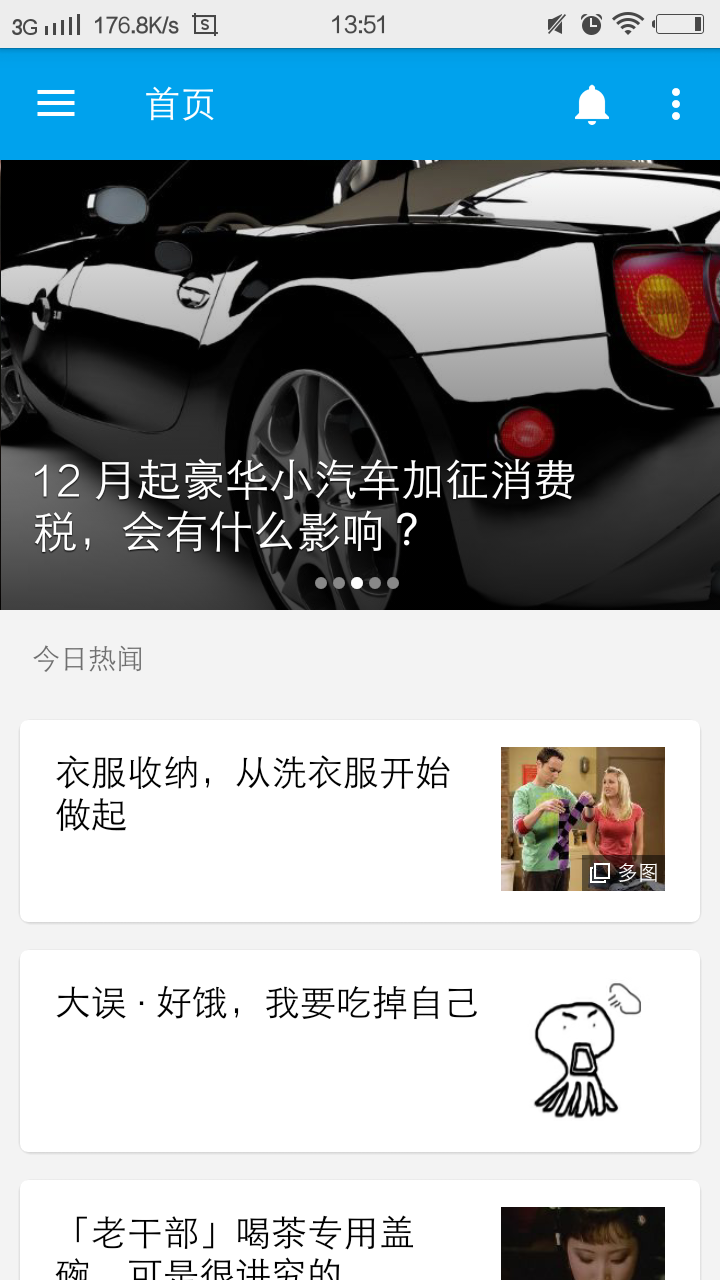 3G 176.8K/s S 13:51
首页
12 月起豪华小汽车加征消费
税，会有什么影响？
今日热闻
衣服收纳，从洗衣服开始
做起
多图
大误 · 好饿，我要吃掉自己
「老干部」喝茶专用盖
碗，可是很讲究的